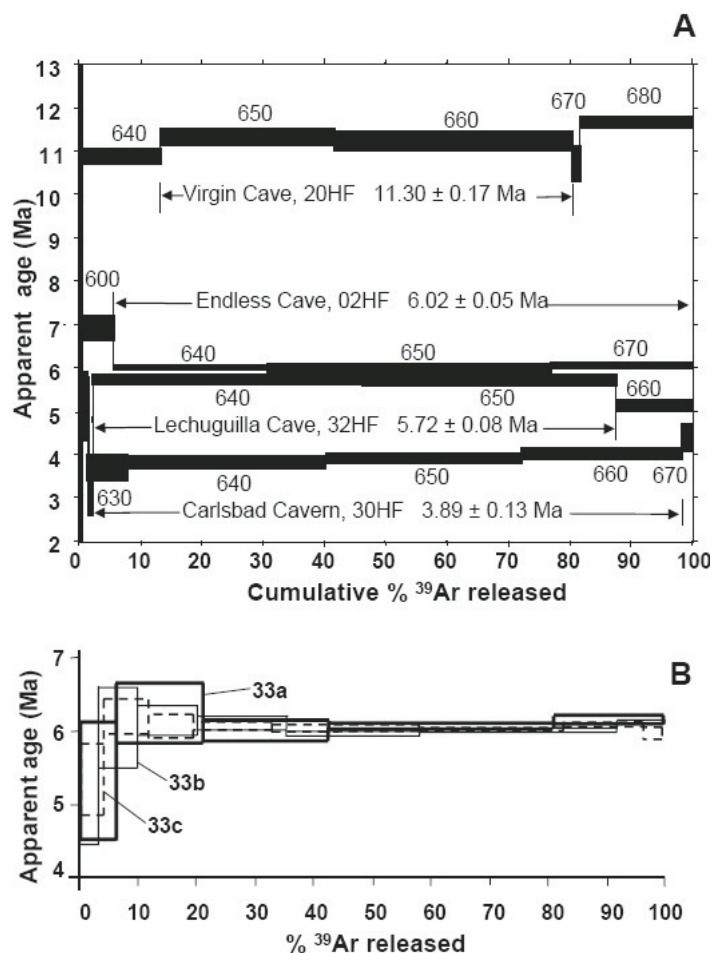 A
13
12
11
10
9
8
7
6
5
4
3
2
Apparent age (Ma)
640
650
660
670
680
Virgin Cave, 20HF 11.30 ± 0.17 Ma
600
Endless Cave, 02HF 6.02 ± 0.05 Ma
640
650
670
640
650
660
Lechuguilla Cave, 32HF 5.72 ± 0.08 Ma
630
640
650
660
670
Carlsbad Cavern, 30HF 3.89 ± 0.13 Ma
0 10 20 30 40 50 60 70 80 90 100
Cumulative % ³⁹Ar released
B
7
6
5
4
Apparent age (Ma)
33a
33b
33c
0 10 20 30 40 50 60 70 80 90 100
% ³⁹Ar released